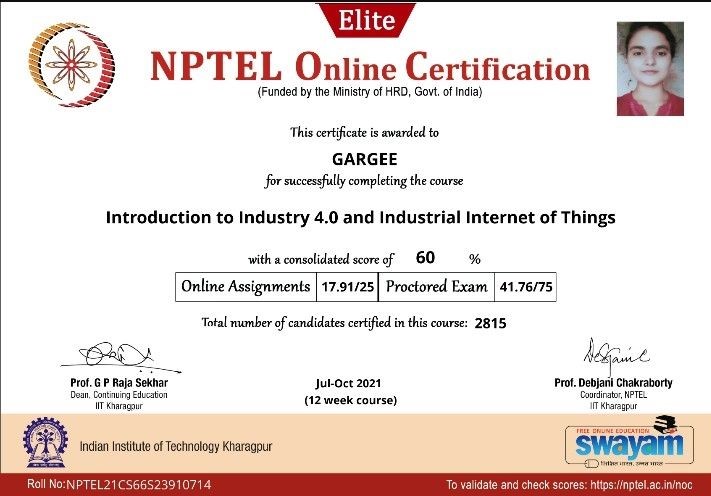 Elite
NPTEL Online Certification
(Funded by the Ministry of HRD, Govt. of India)
This certificate is awarded to
GARGEE
for successfully completing the course
Introduction to Industry 4.0 and Industrial Internet of Things
with a consolidated score of 60 %
Online Assignments 17.91/25 Proctored Exam 41.76/75
Total number of candidates certified in this course: 2815
Prof. G P Raja Sekhar
Dean, Continuing Education
IIT Kharagpur
Jul-Oct 2021
(12 week course)
Prof. Debjani Chakraborty
Coordinator, NPTEL
IIT Kharagpur
Indian Institute of Technology Kharagpur
FREE ONLINE EDUCATION
swayam
शिक्षित भारत, उन्नत भारत
Roll No:NPTEL21CS66S23910714
To validate and check scores: https://nptel.ac.in/noc